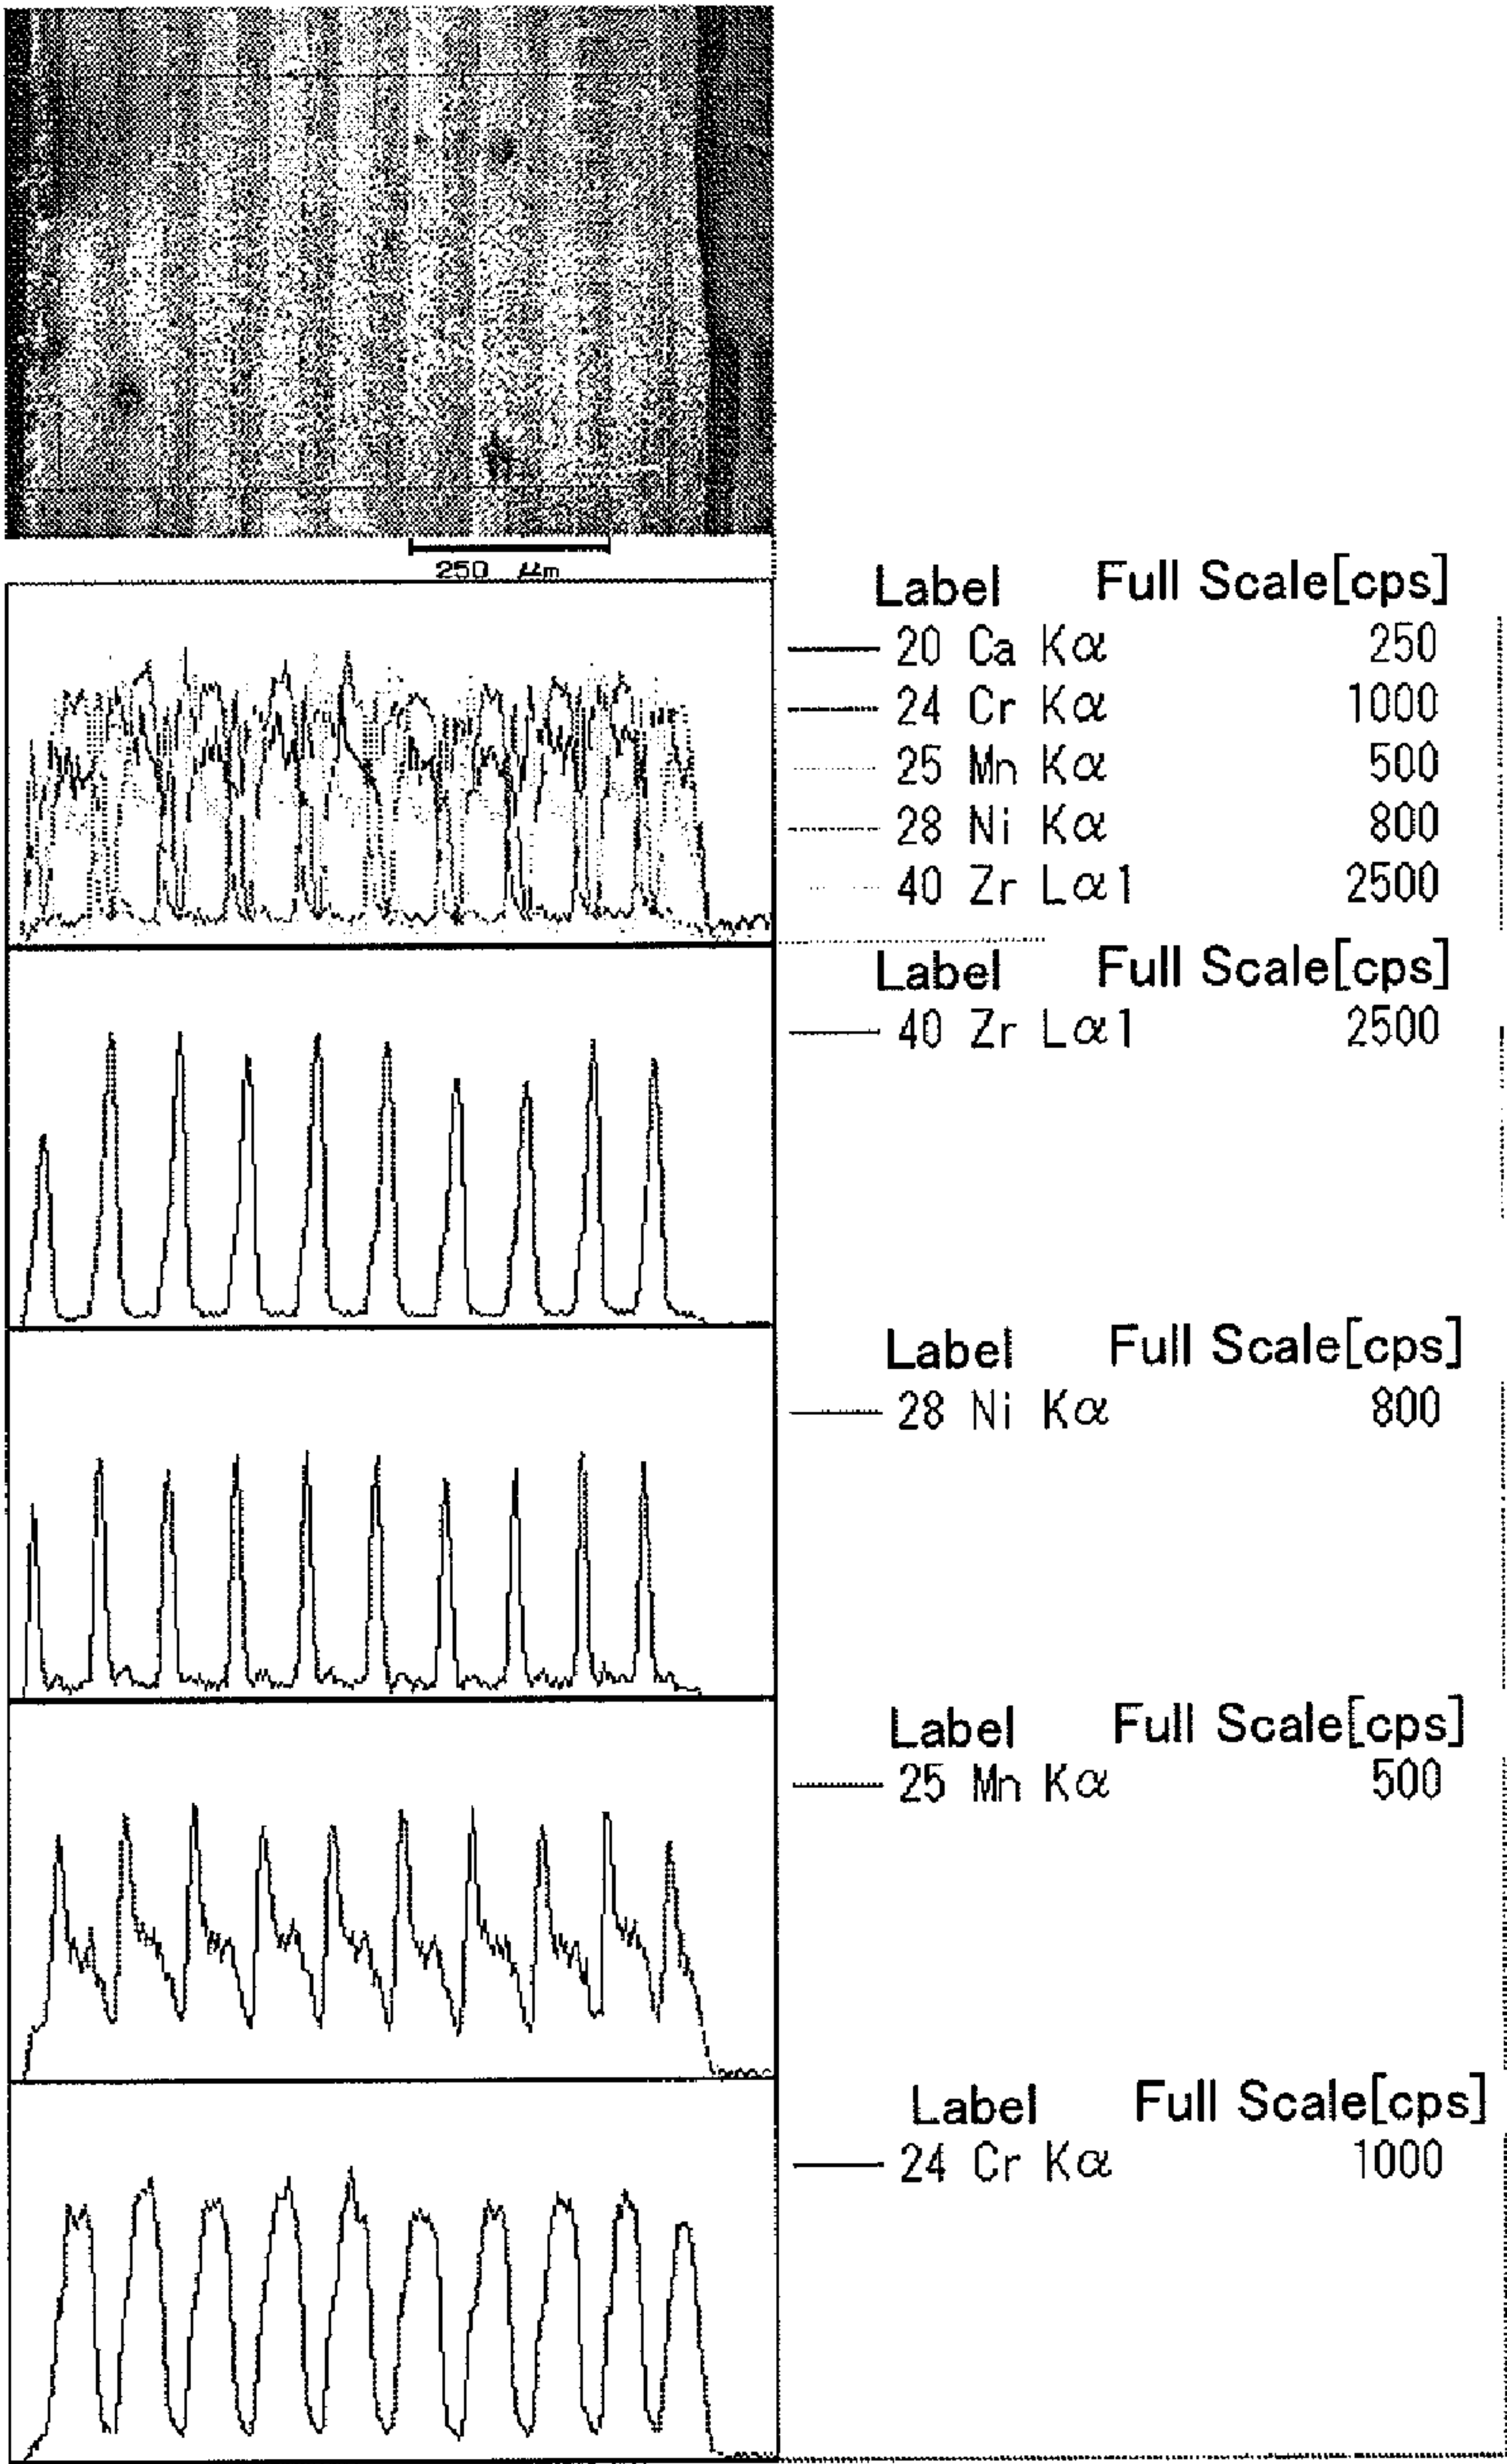 250 μm
Label Full Scale[cps]
20 Ca Kα 250
24 Cr Kα 1000
25 Mn Kα 500
28 Ni Kα 800
40 Zr Lα1 2500
Label Full Scale[cps]
40 Zr Lα1 2500
Label Full Scale[cps]
28 Ni Kα 800
Label Full Scale[cps]
25 Mn Kα 500
Label Full Scale[cps]
24 Cr Kα 1000